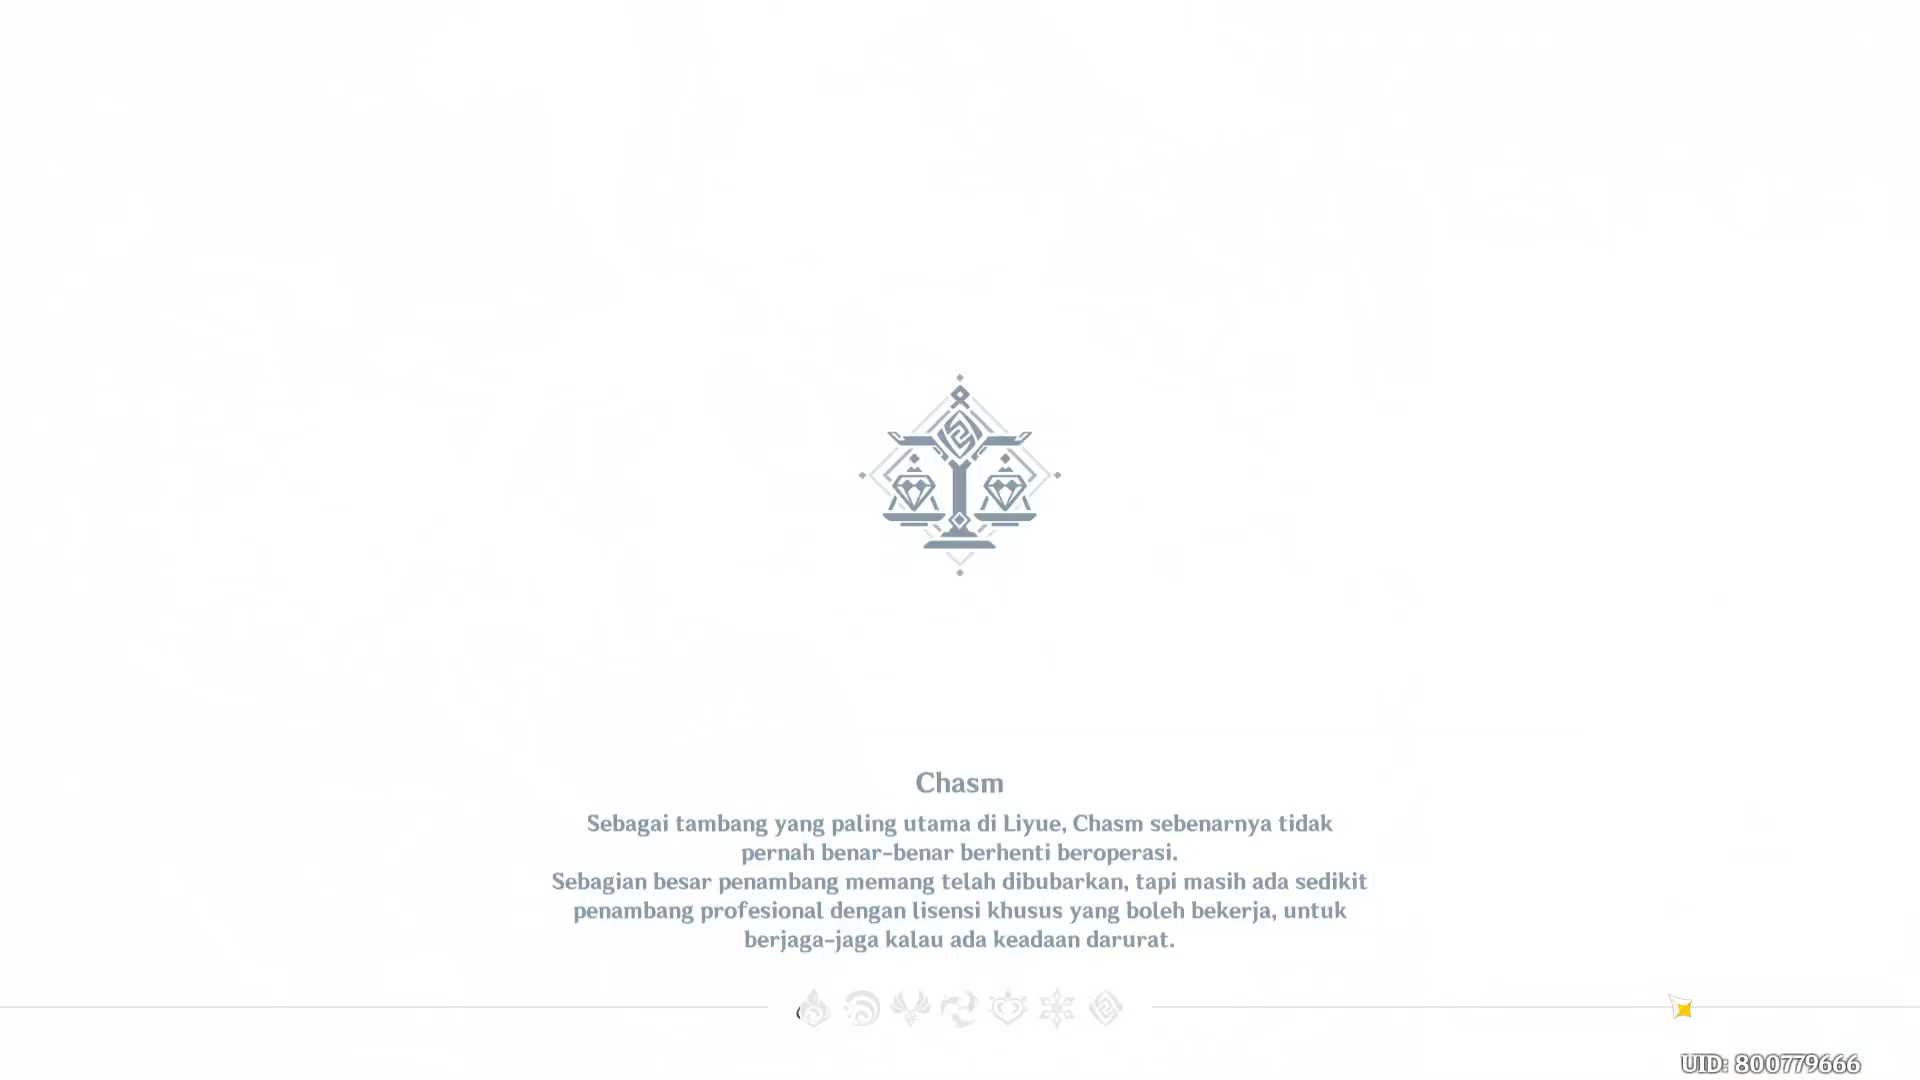 Chasm
Sebagai tambang yang paling utama di Liyue, Chasm sebenarnya tidak
pernah benar-benar berhenti beroperasi.
Sebagian besar penambang memang telah dibubarkan, tapi masih ada sedikit
penambang profesional dengan lisensi khusus yang boleh bekerja, untuk
berjaga-jaga kalau ada keadaan darurat.
UID: 800779666